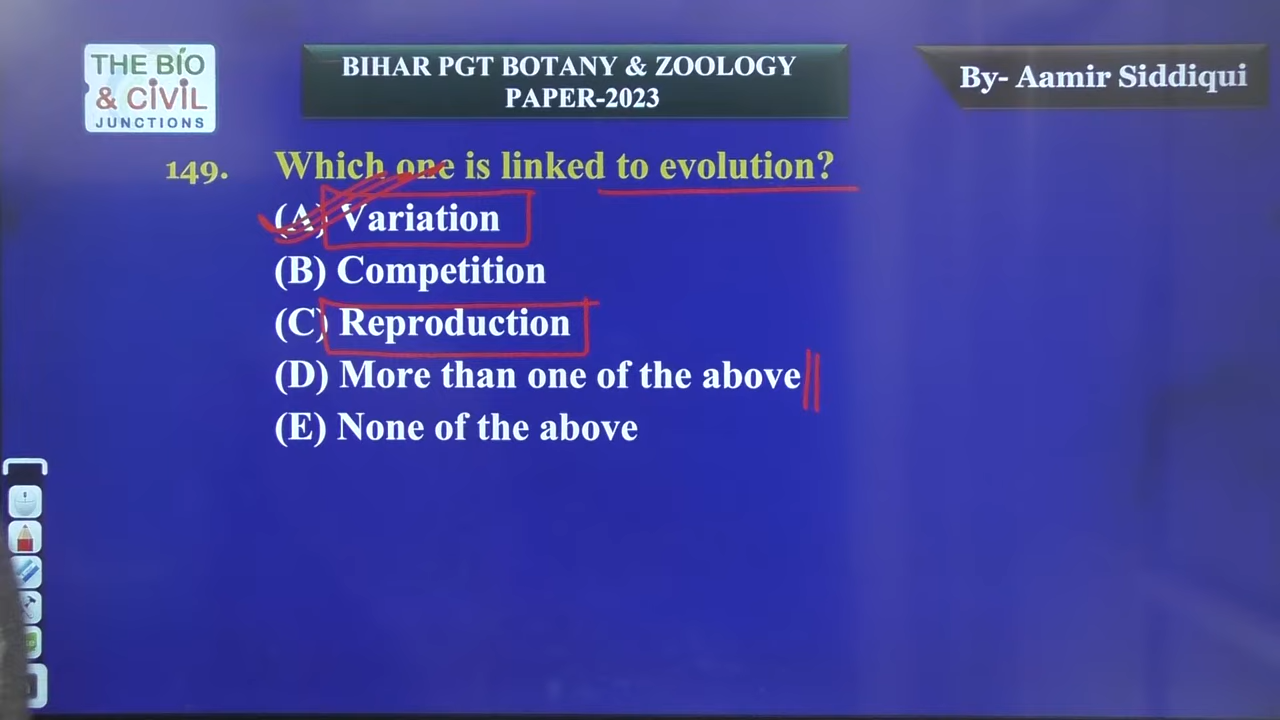 THE BIO
& CIVIL
JUNCTIONS
BIHAR PGT BOTANY & ZOOLOGY
PAPER-2023
By- Aamir Siddiqui
149. Which one is linked to evolution?
(A) Variation
(B) Competition
(C) Reproduction
(D) More than one of the above
(E) None of the above